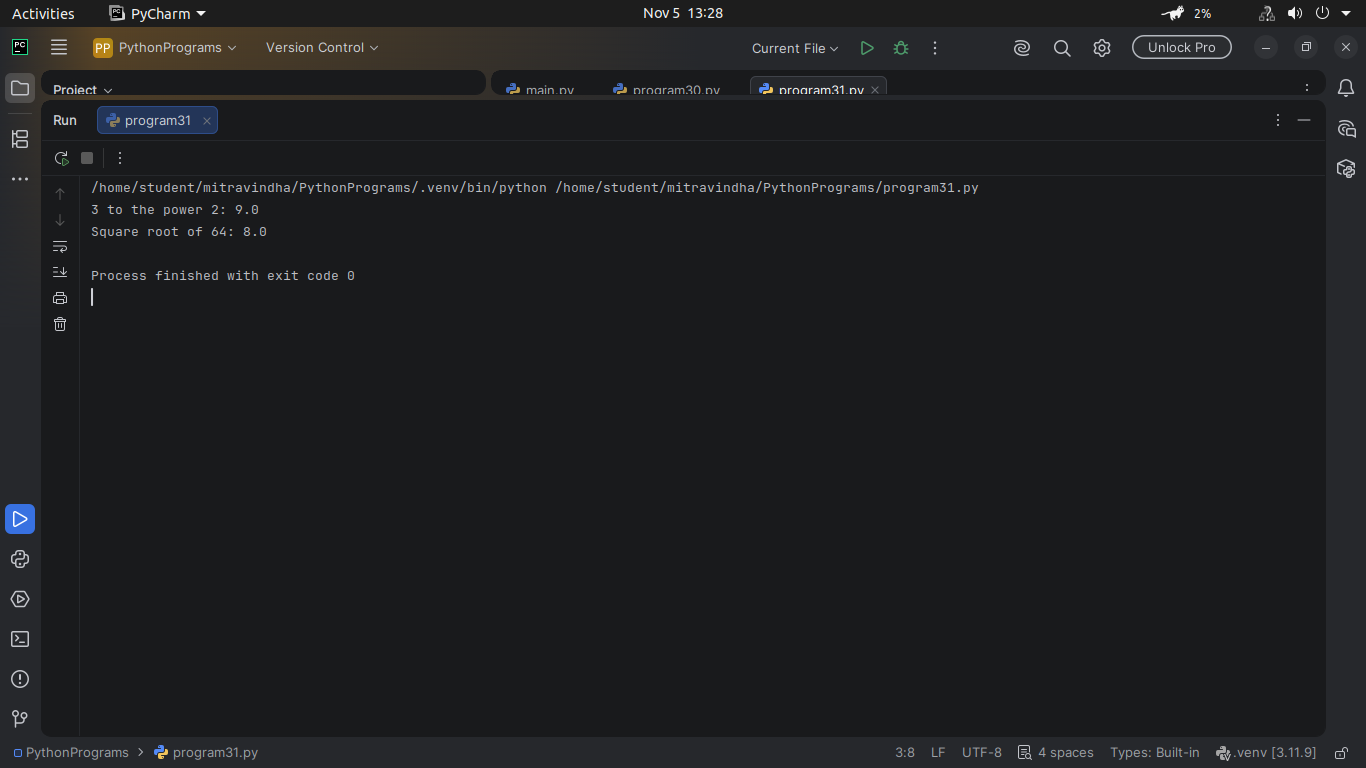 Activities PyCharm Nov 5 13:28 2%
PC PP PythonPrograms Version Control Current File Unlock Pro
Project main.py program30.py program31.py
Run program31
/home/student/mitravindha/PythonPrograms/.venv/bin/python /home/student/mitravindha/PythonPrograms/program31.py
3 to the power 2: 9.0
Square root of 64: 8.0
Process finished with exit code 0
PythonPrograms program31.py 3:8 LF UTF-8 4 spaces Types: Built-in .venv [3.11.9]